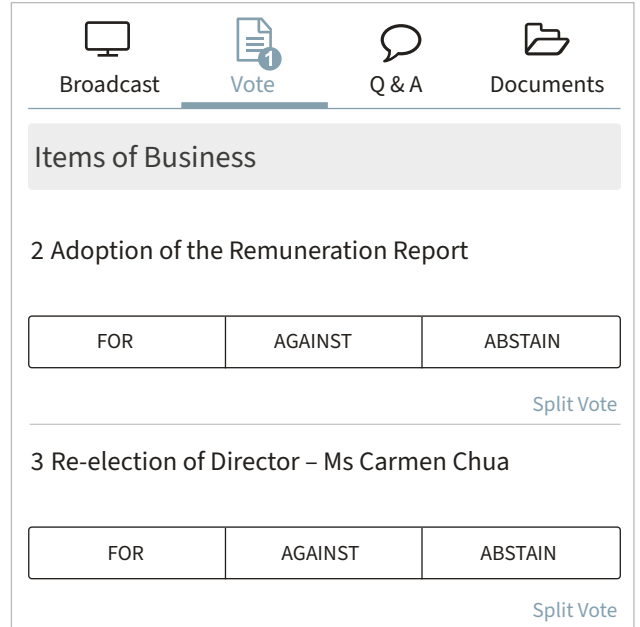 1
Broadcast Vote Q & A Documents
Items of Business
2 Adoption of the Remuneration Report
FOR AGAINST ABSTAIN
Split Vote
3 Re-election of Director – Ms Carmen Chua
FOR AGAINST ABSTAIN
Split Vote